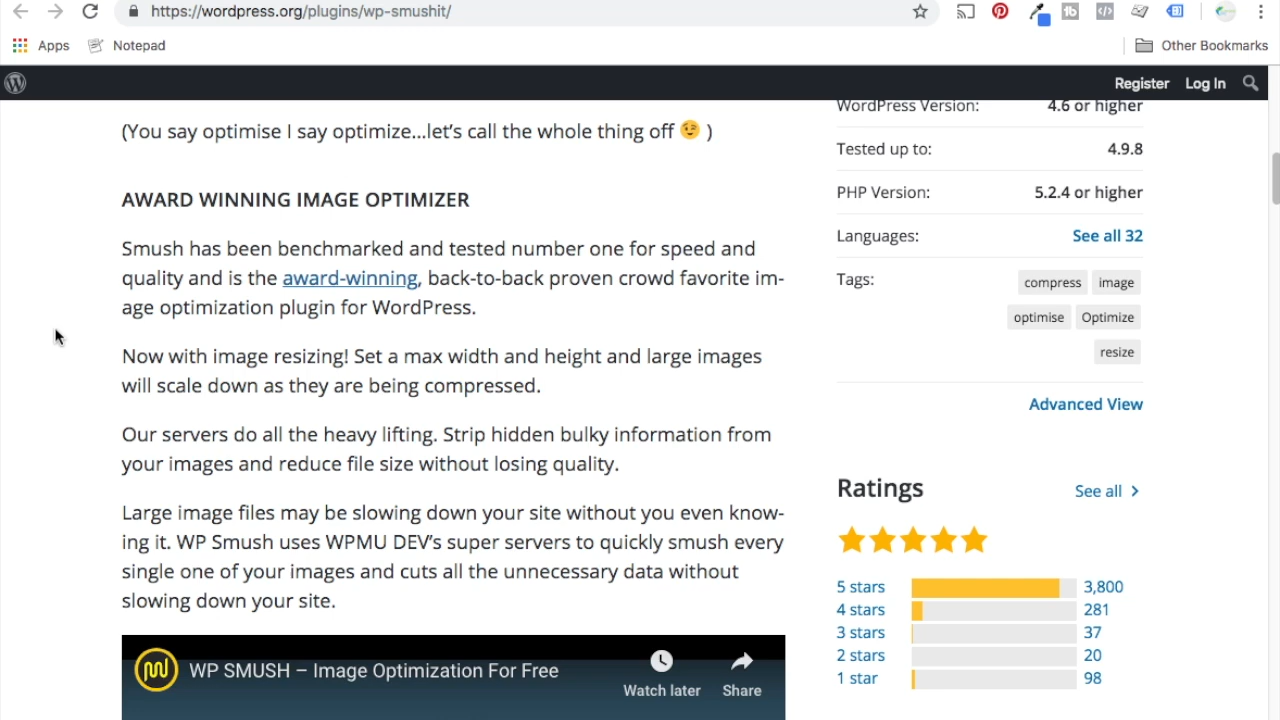 https://wordpress.org/plugins/wp-smushit/
Apps
Notepad
Other Bookmarks
Register
Log In
(You say optimise I say optimize...let's call the whole thing off 😉 )
AWARD WINNING IMAGE OPTIMIZER
Smush has been benchmarked and tested number one for speed and
quality and is the award-winning, back-to-back proven crowd favorite im-
age optimization plugin for WordPress.
Now with image resizing! Set a max width and height and large images
will scale down as they are being compressed.
Our servers do all the heavy lifting. Strip hidden bulky information from
your images and reduce file size without losing quality.
Large image files may be slowing down your site without you even know-
ing it. WP Smush uses WPMU DEV's super servers to quickly smush every
single one of your images and cuts all the unnecessary data without
slowing down your site.
WP SMUSH – Image Optimization For Free
Watch later
Share
WordPress Version: 4.6 or higher
Tested up to: 4.9.8
PHP Version: 5.2.4 or higher
Languages: See all 32
Tags: compress image
optimise Optimize
resize
Advanced View
Ratings See all
5 stars 3,800
4 stars 281
3 stars 37
2 stars 20
1 star 98